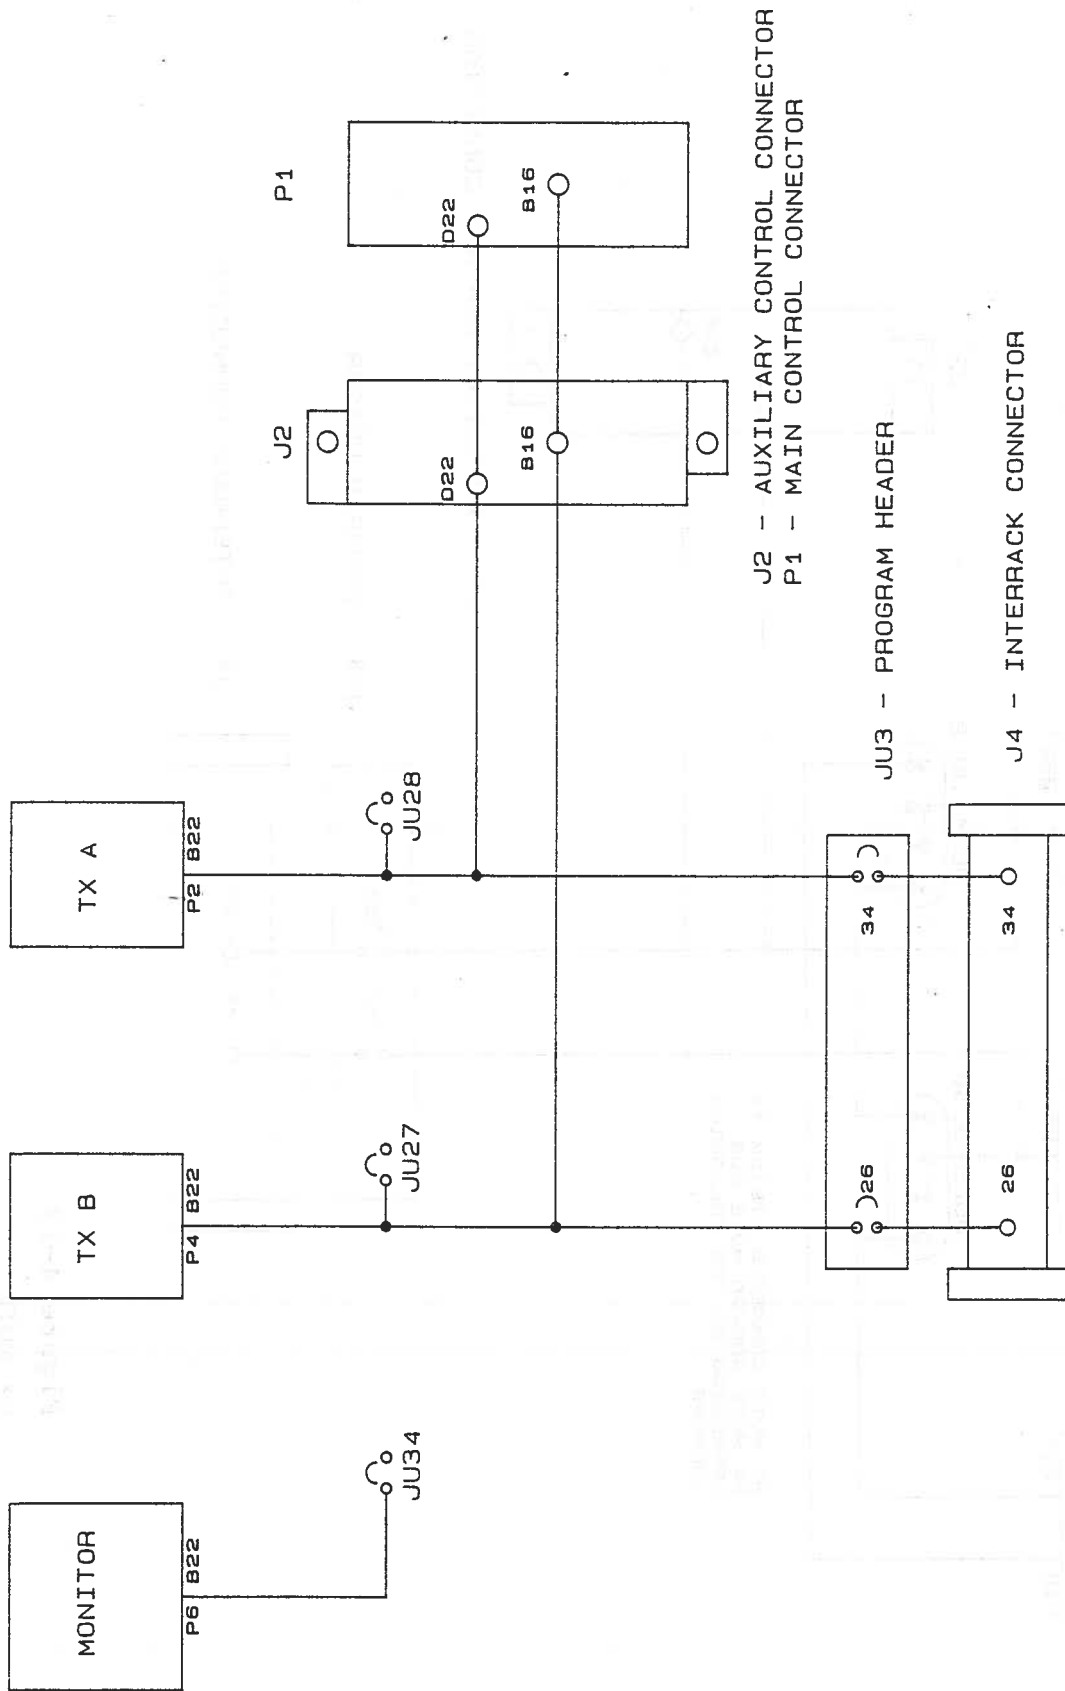 MONITOR
P6 B22
JU34
TX B
P4 B22
JU27
TX A
P2 B22
JU28
J2
D22
B16
P1
D22
B16
J2 - AUXILIARY CONTROL CONNECTOR
P1 - MAIN CONTROL CONNECTOR
26
34
JU3 - PROGRAM HEADER
26
34
J4 - INTERRACK CONNECTOR